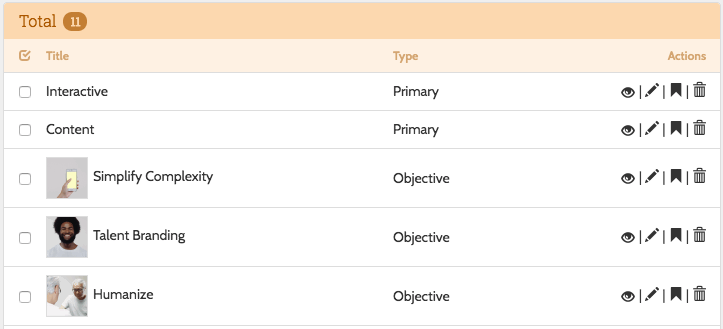 Total 11
Title Type Actions
Interactive Primary | | |
Content Primary | | |
Simplify Complexity Objective | | |
Talent Branding Objective | | |
Humanize Objective | | |